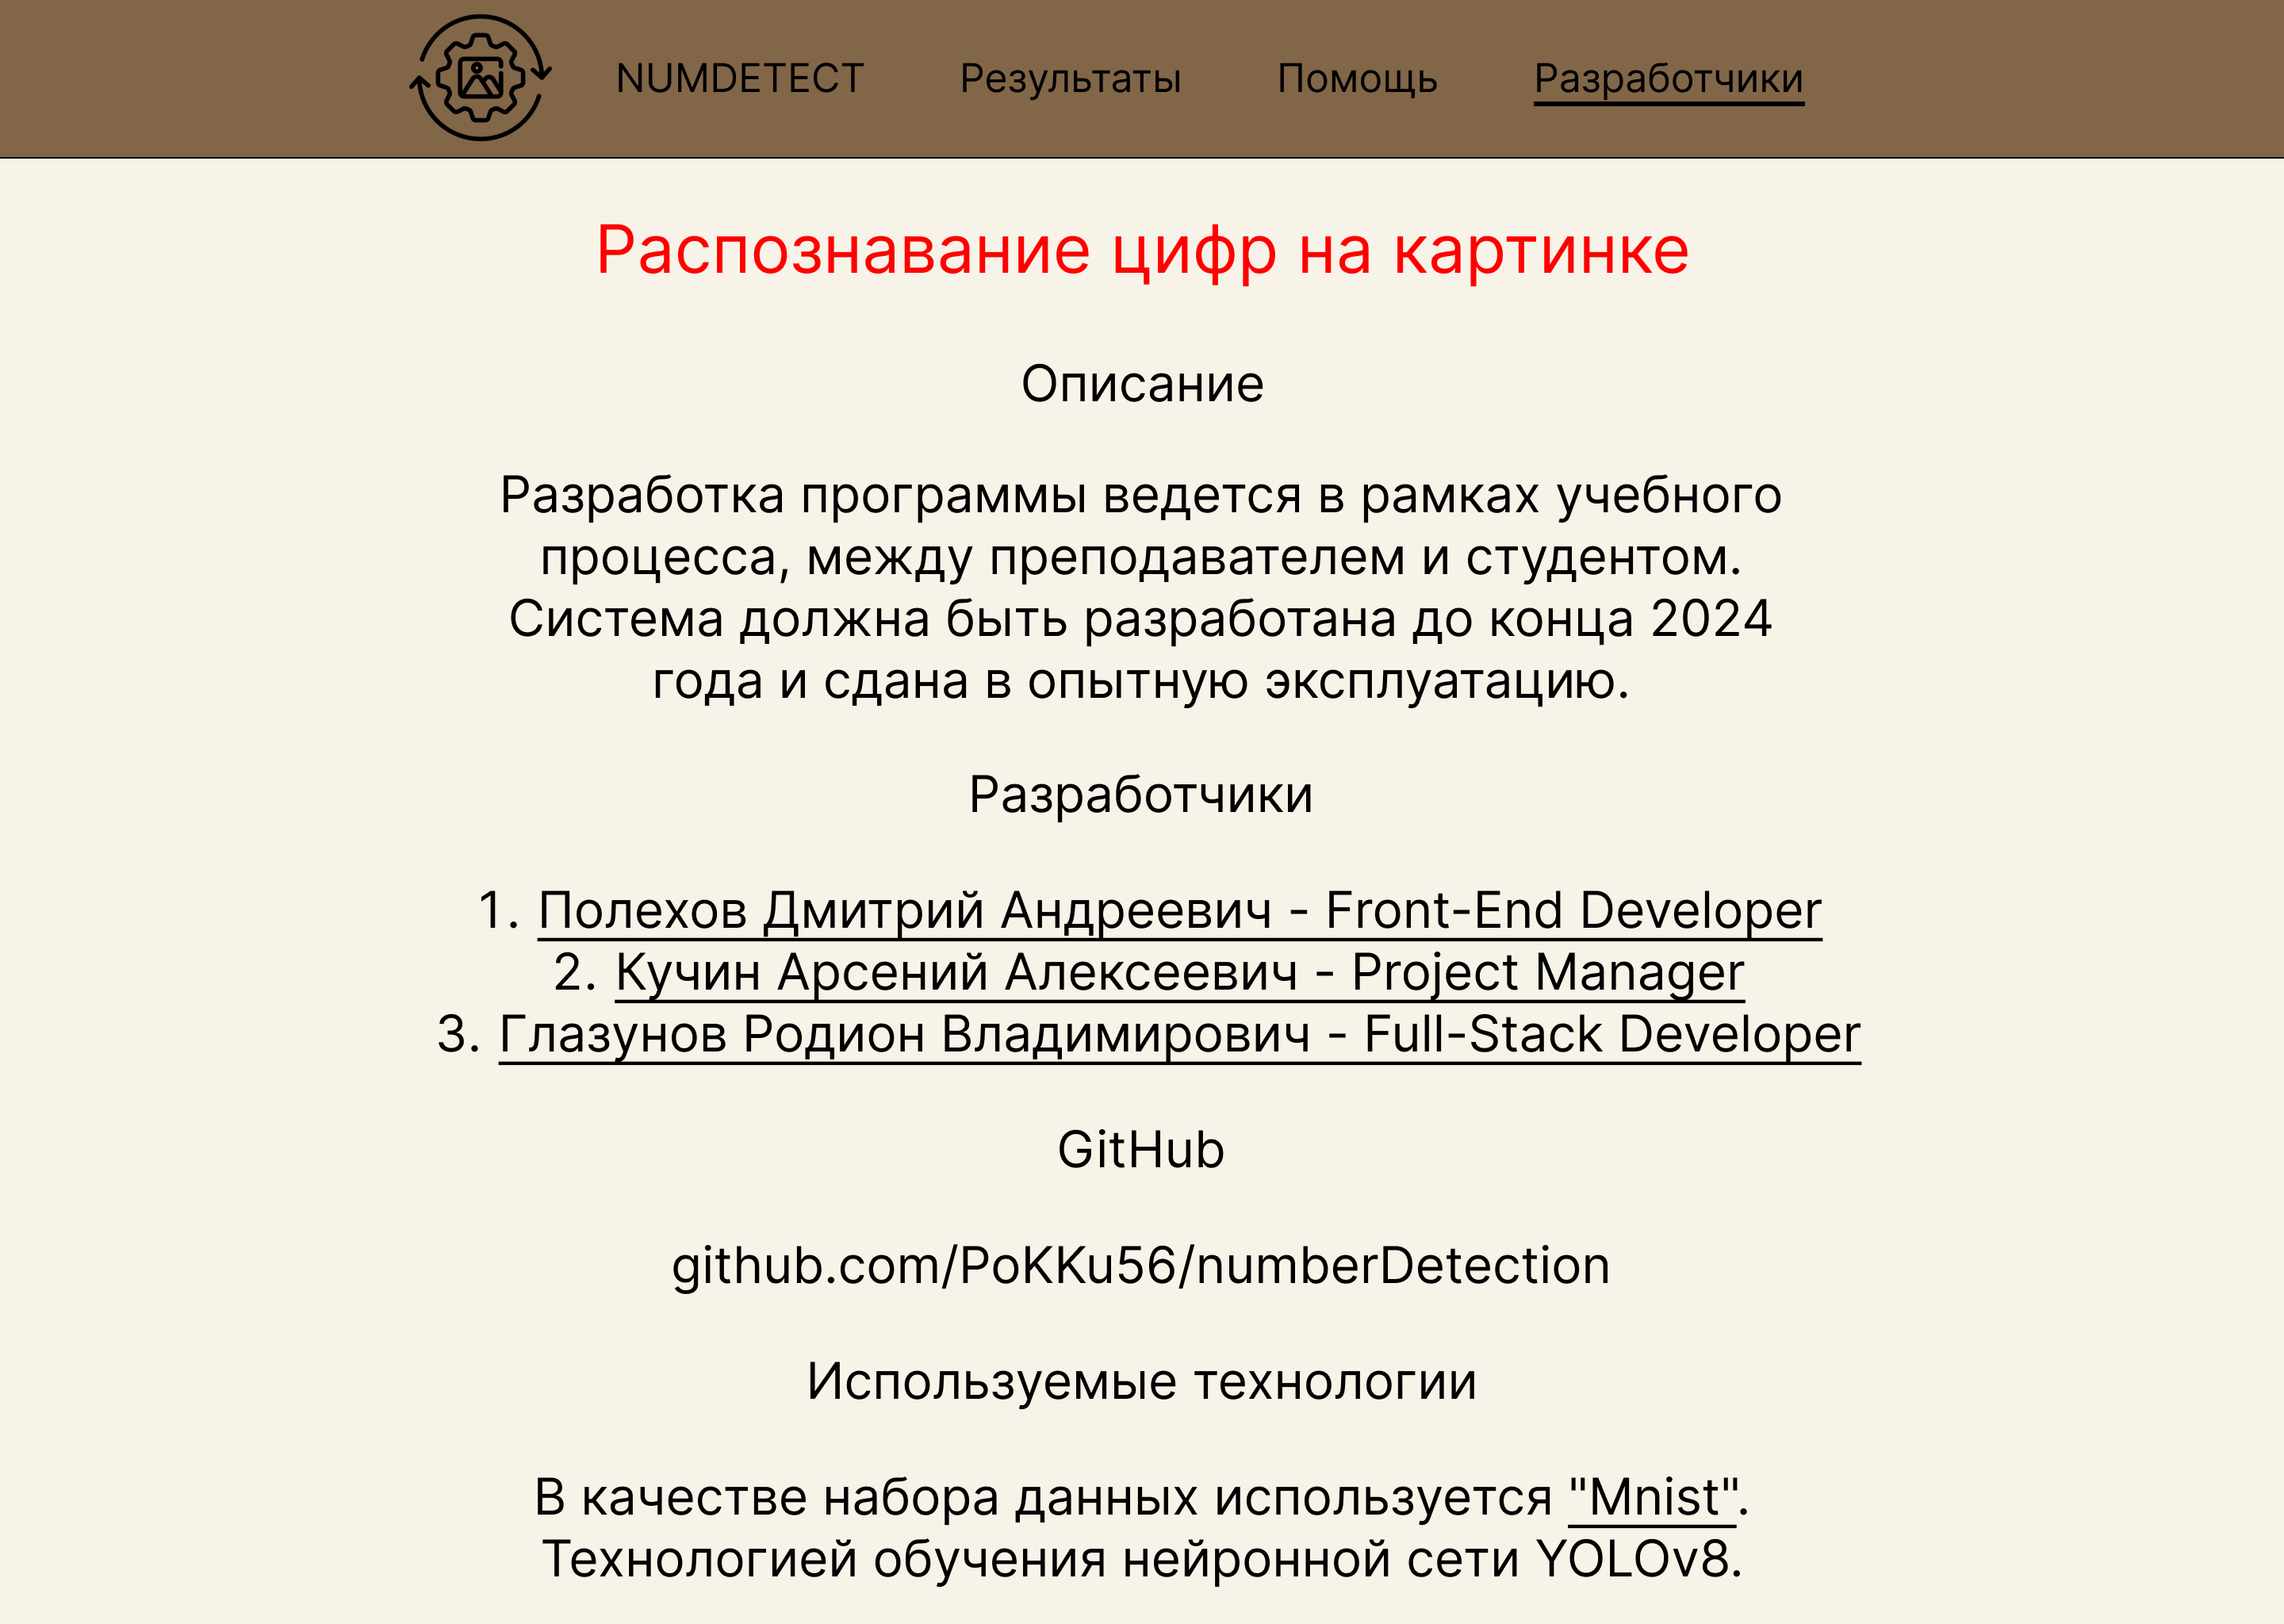 NUMDETECT Результаты Помощь Разработчики
Распознавание цифр на картинке
Описание
Разработка программы ведется в рамках учебного
процесса, между преподавателем и студентом.
Система должна быть разработана до конца 2024
года и сдана в опытную эксплуатацию.
Разработчики
1. Полехов Дмитрий Андреевич - Front-End Developer
2. Кучин Арсений Алексеевич - Project Manager
3. Глазунов Родион Владимирович - Full-Stack Developer
GitHub
github.com/PoKKu56/numberDetection
Используемые технологии
В качестве набора данных используется "Mnist".
Технологией обучения нейронной сети YOLOv8.